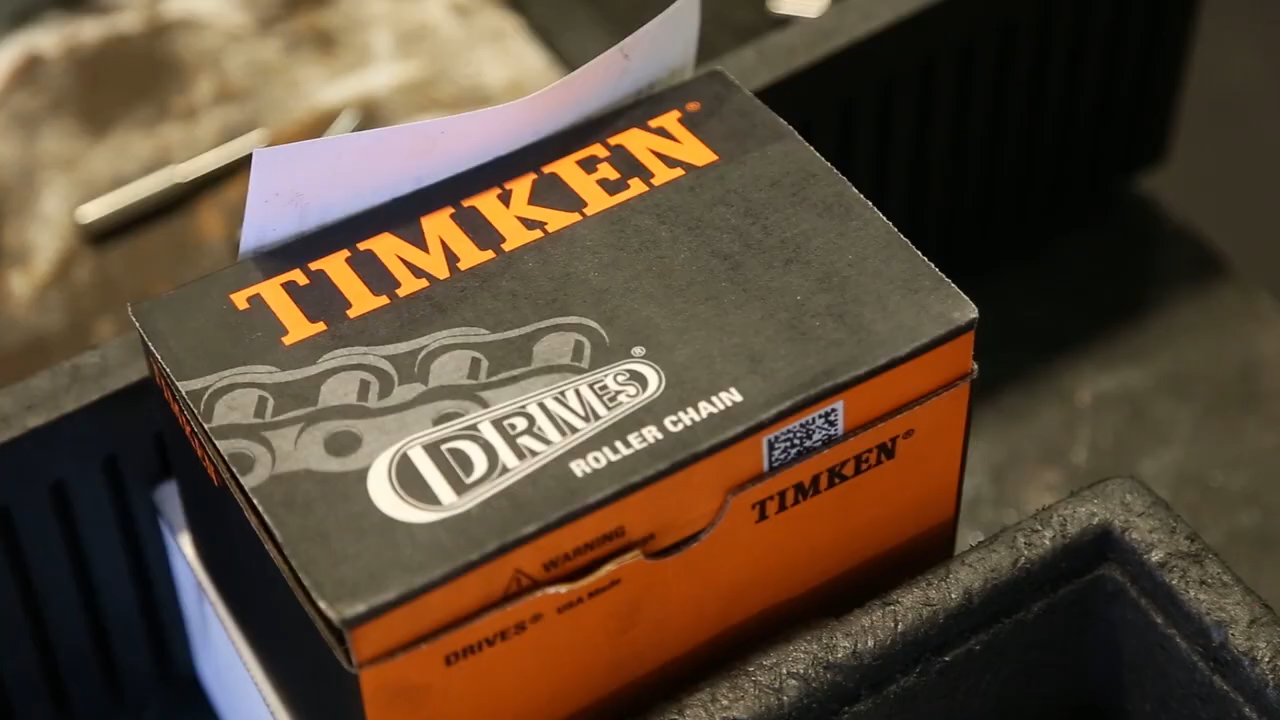 TIMKEN®
DRIVES®
ROLLER CHAIN
WARNING
TIMKEN®
DRIVES® USA Made